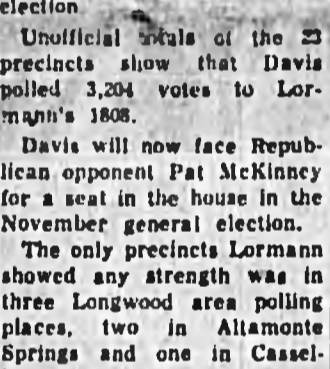 election
Unofficial totals of the 23
precincts show that Davis
polled 3,204 votes to Lor-
mann's 1808.
Davis will now face Repub-
lican opponent Pat McKinney
for a seat in the house in the
November general election.
The only precincts Lormann
showed any strength was in
three Longwood area polling
places, two in Altamonte
Springs and one in Cassel-